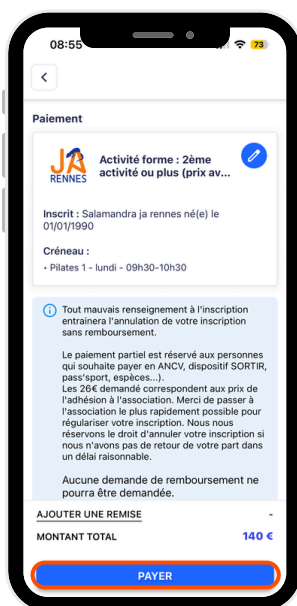 08:55
73
Paiement
JA
RENNES
Activité forme : 2ème
activité ou plus (prix av...
Inscrit : Salamandra ja rennes né(e) le
01/01/1990
Créneau :
• Pilates 1 - lundi - 09h30-10h30
Tout mauvais renseignement à l'inscription
entrainera l'annulation de votre inscription
sans remboursement.
Le paiement partiel est réservé aux personnes
qui souhaite payer en ANCV, dispositif SORTIR,
pass'sport, espèces...).
Les 26€ demandé correspondent aux prix de
l'adhésion à l'association. Merci de passer à
l'association le plus rapidement possible pour
régulariser votre inscription. Nous nous
réservons le droit d'annuler votre inscription si
nous n'avons pas de retour de votre part dans
un délai raisonnable.
Aucune demande de remboursement ne
pourra être demandée.
AJOUTER UNE REMISE -
MONTANT TOTAL 140 €
PAYER